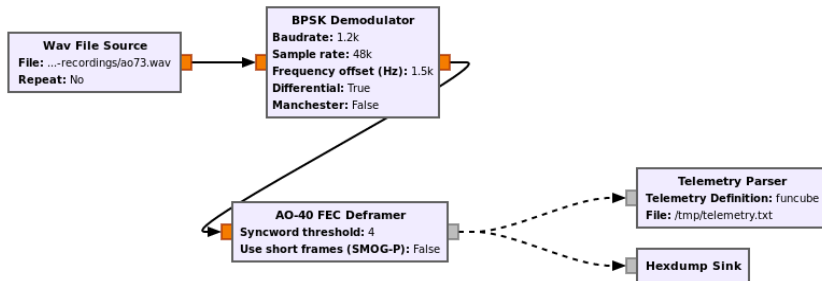 BPSK Demodulator
Baudrate: 1.2k
Sample rate: 48k
Frequency offset (Hz): 1.5k
Differential: True
Manchester: False
Wav File Source
File: ...-recordings/ao73.wav
Repeat: No
AO-40 FEC Deframer
Syncword threshold: 4
Use short frames (SMOG-P): False
Telemetry Parser
Telemetry Definition: funcube
File: /tmp/telemetry.txt
Hexdump Sink